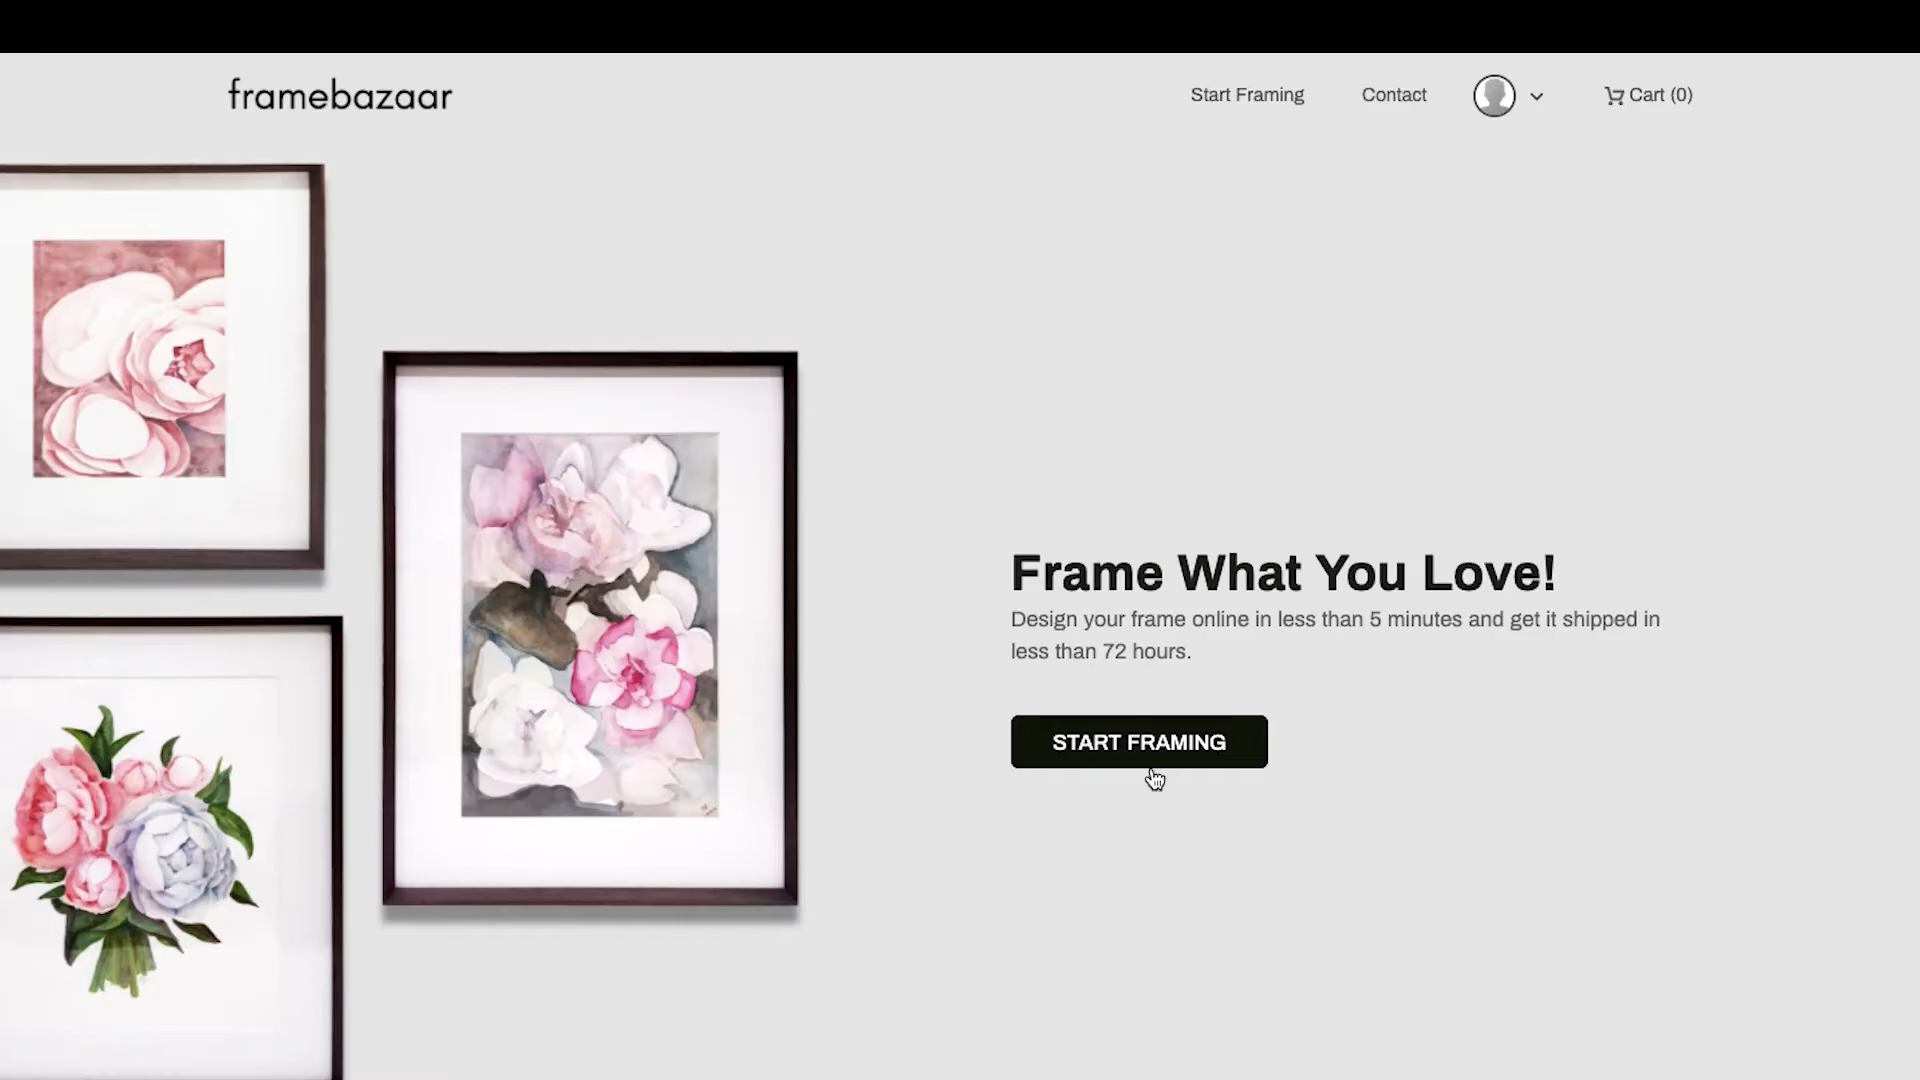 framebazaar
Start Framing
Contact
Cart (0)
Frame What You Love!
Design your frame online in less than 5 minutes and get it shipped in
less than 72 hours.
START FRAMING